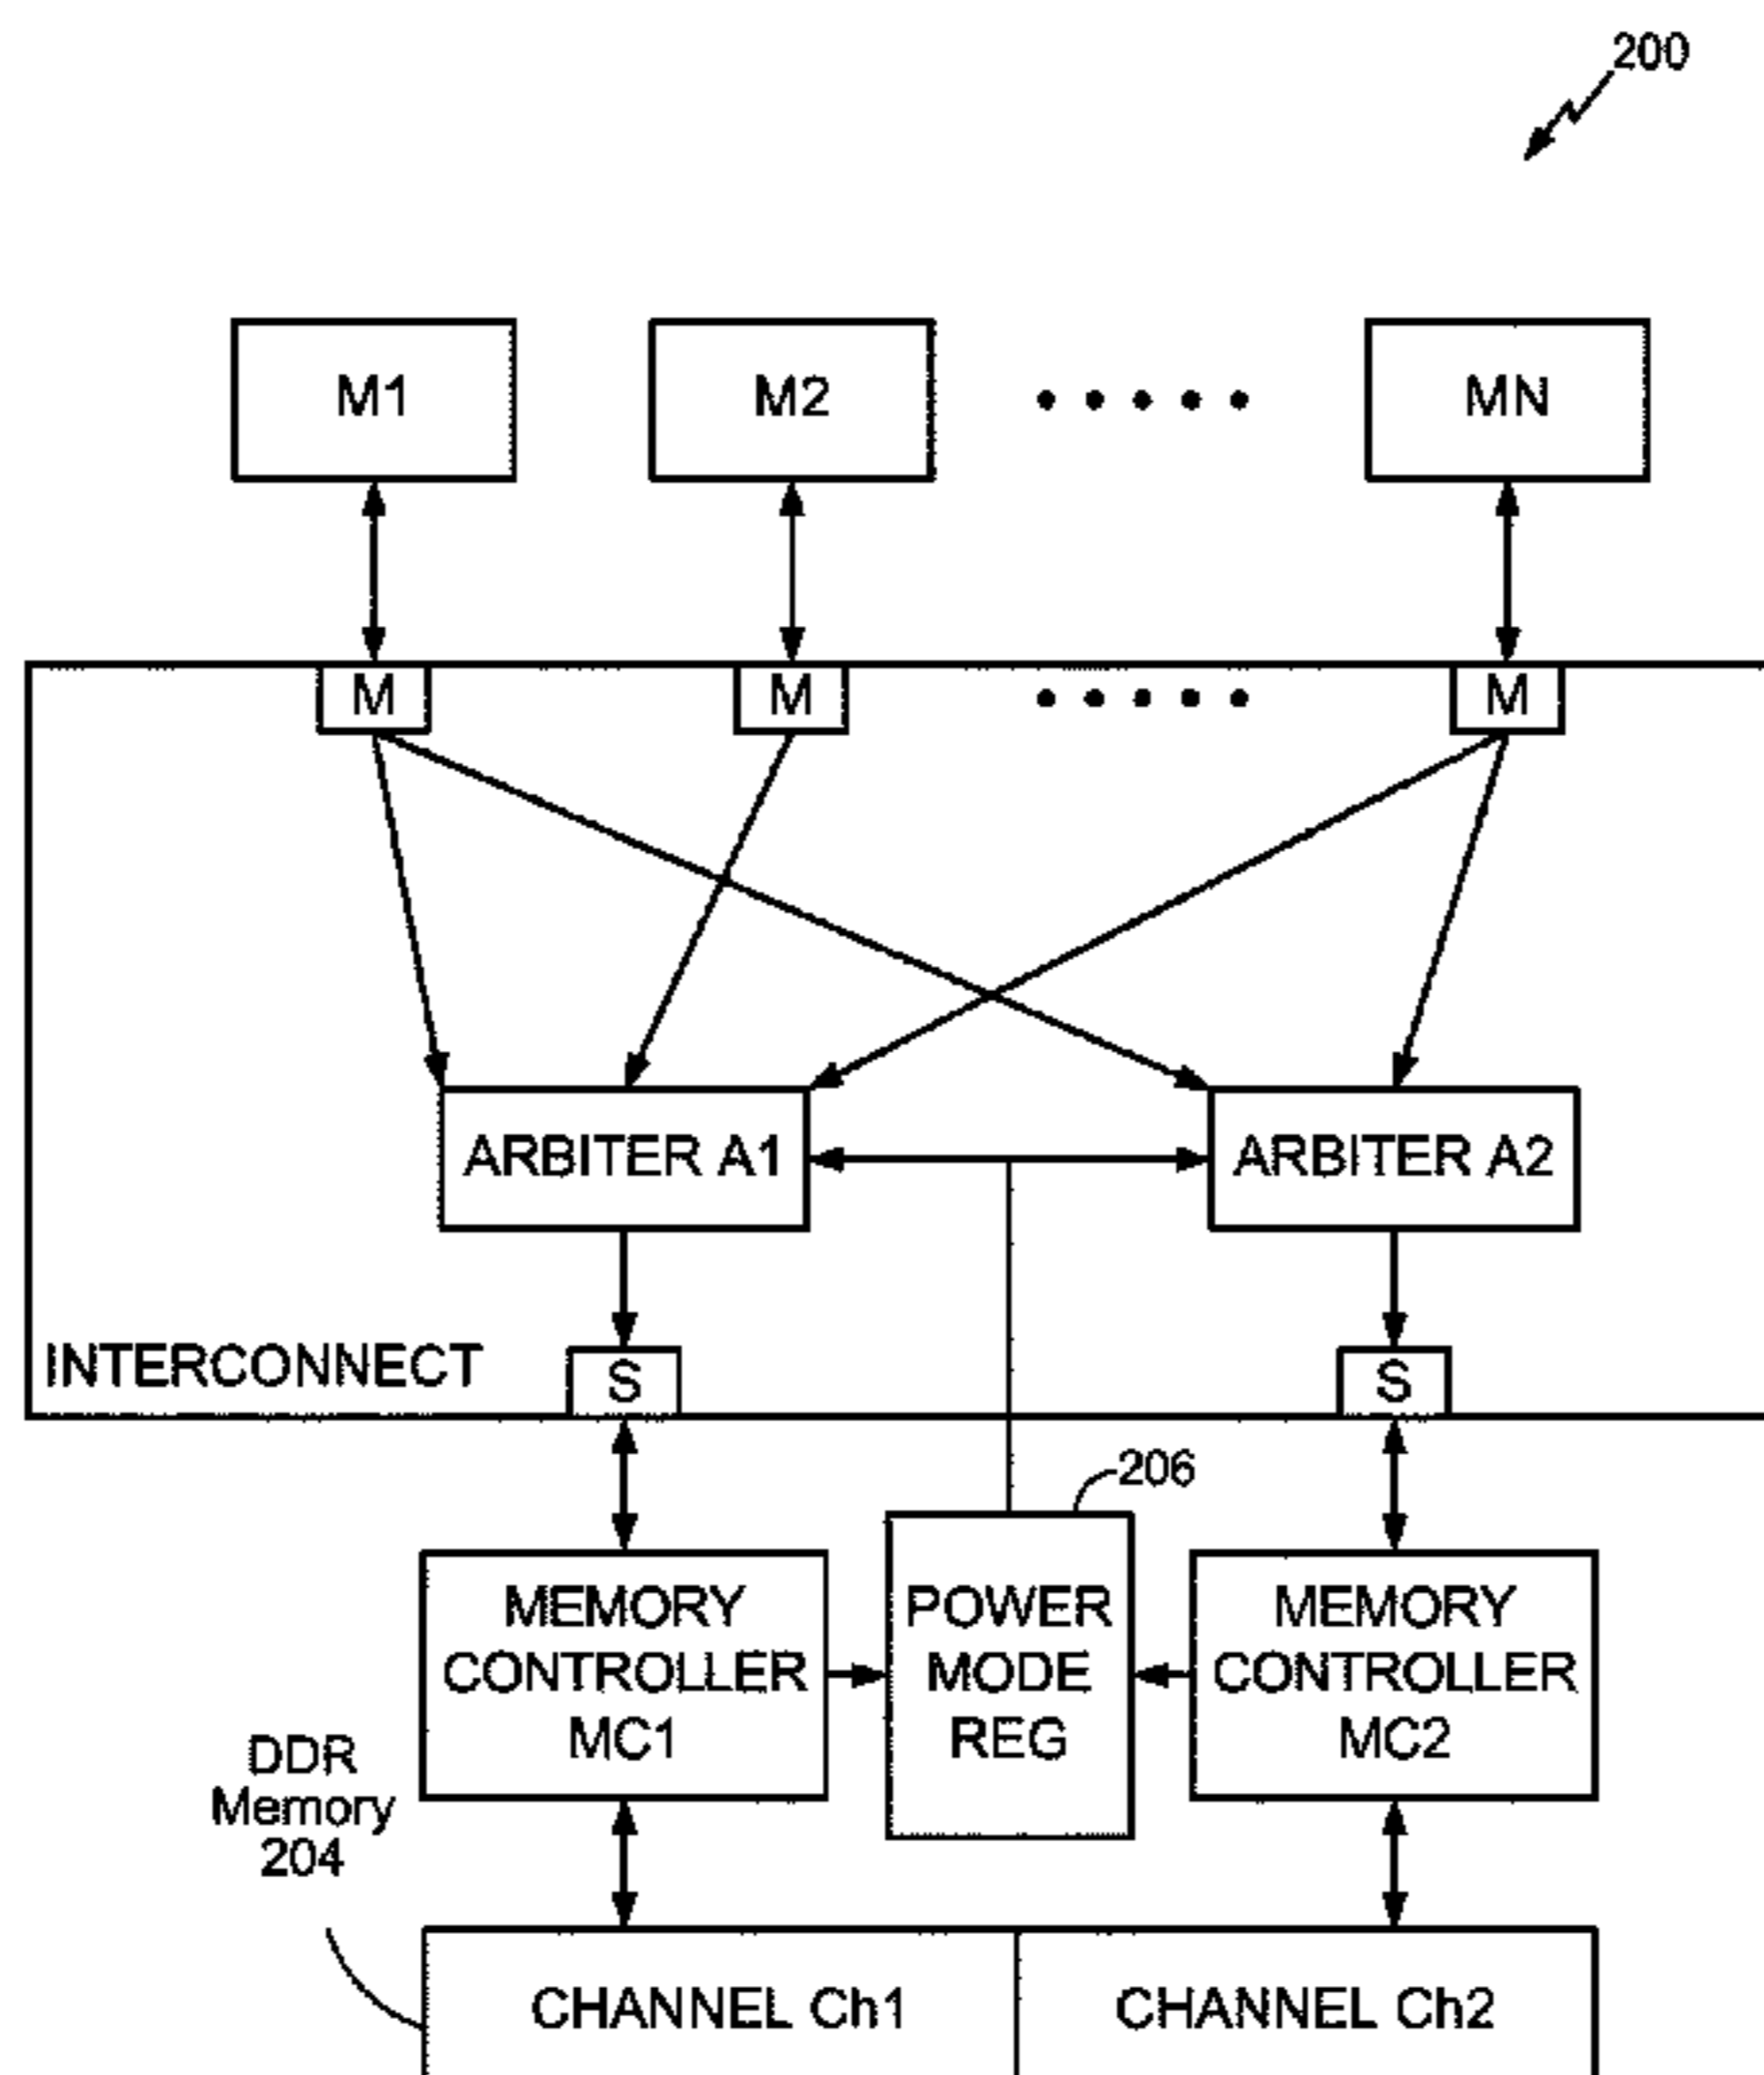 200
M1
M2
MN
M
M
M
ARBITER A1
ARBITER A2
INTERCONNECT
S
S
206
MEMORY
CONTROLLER
MC1
POWER
MODE
REG
MEMORY
CONTROLLER
MC2
DDR
Memory
204
CHANNEL Ch1
CHANNEL Ch2